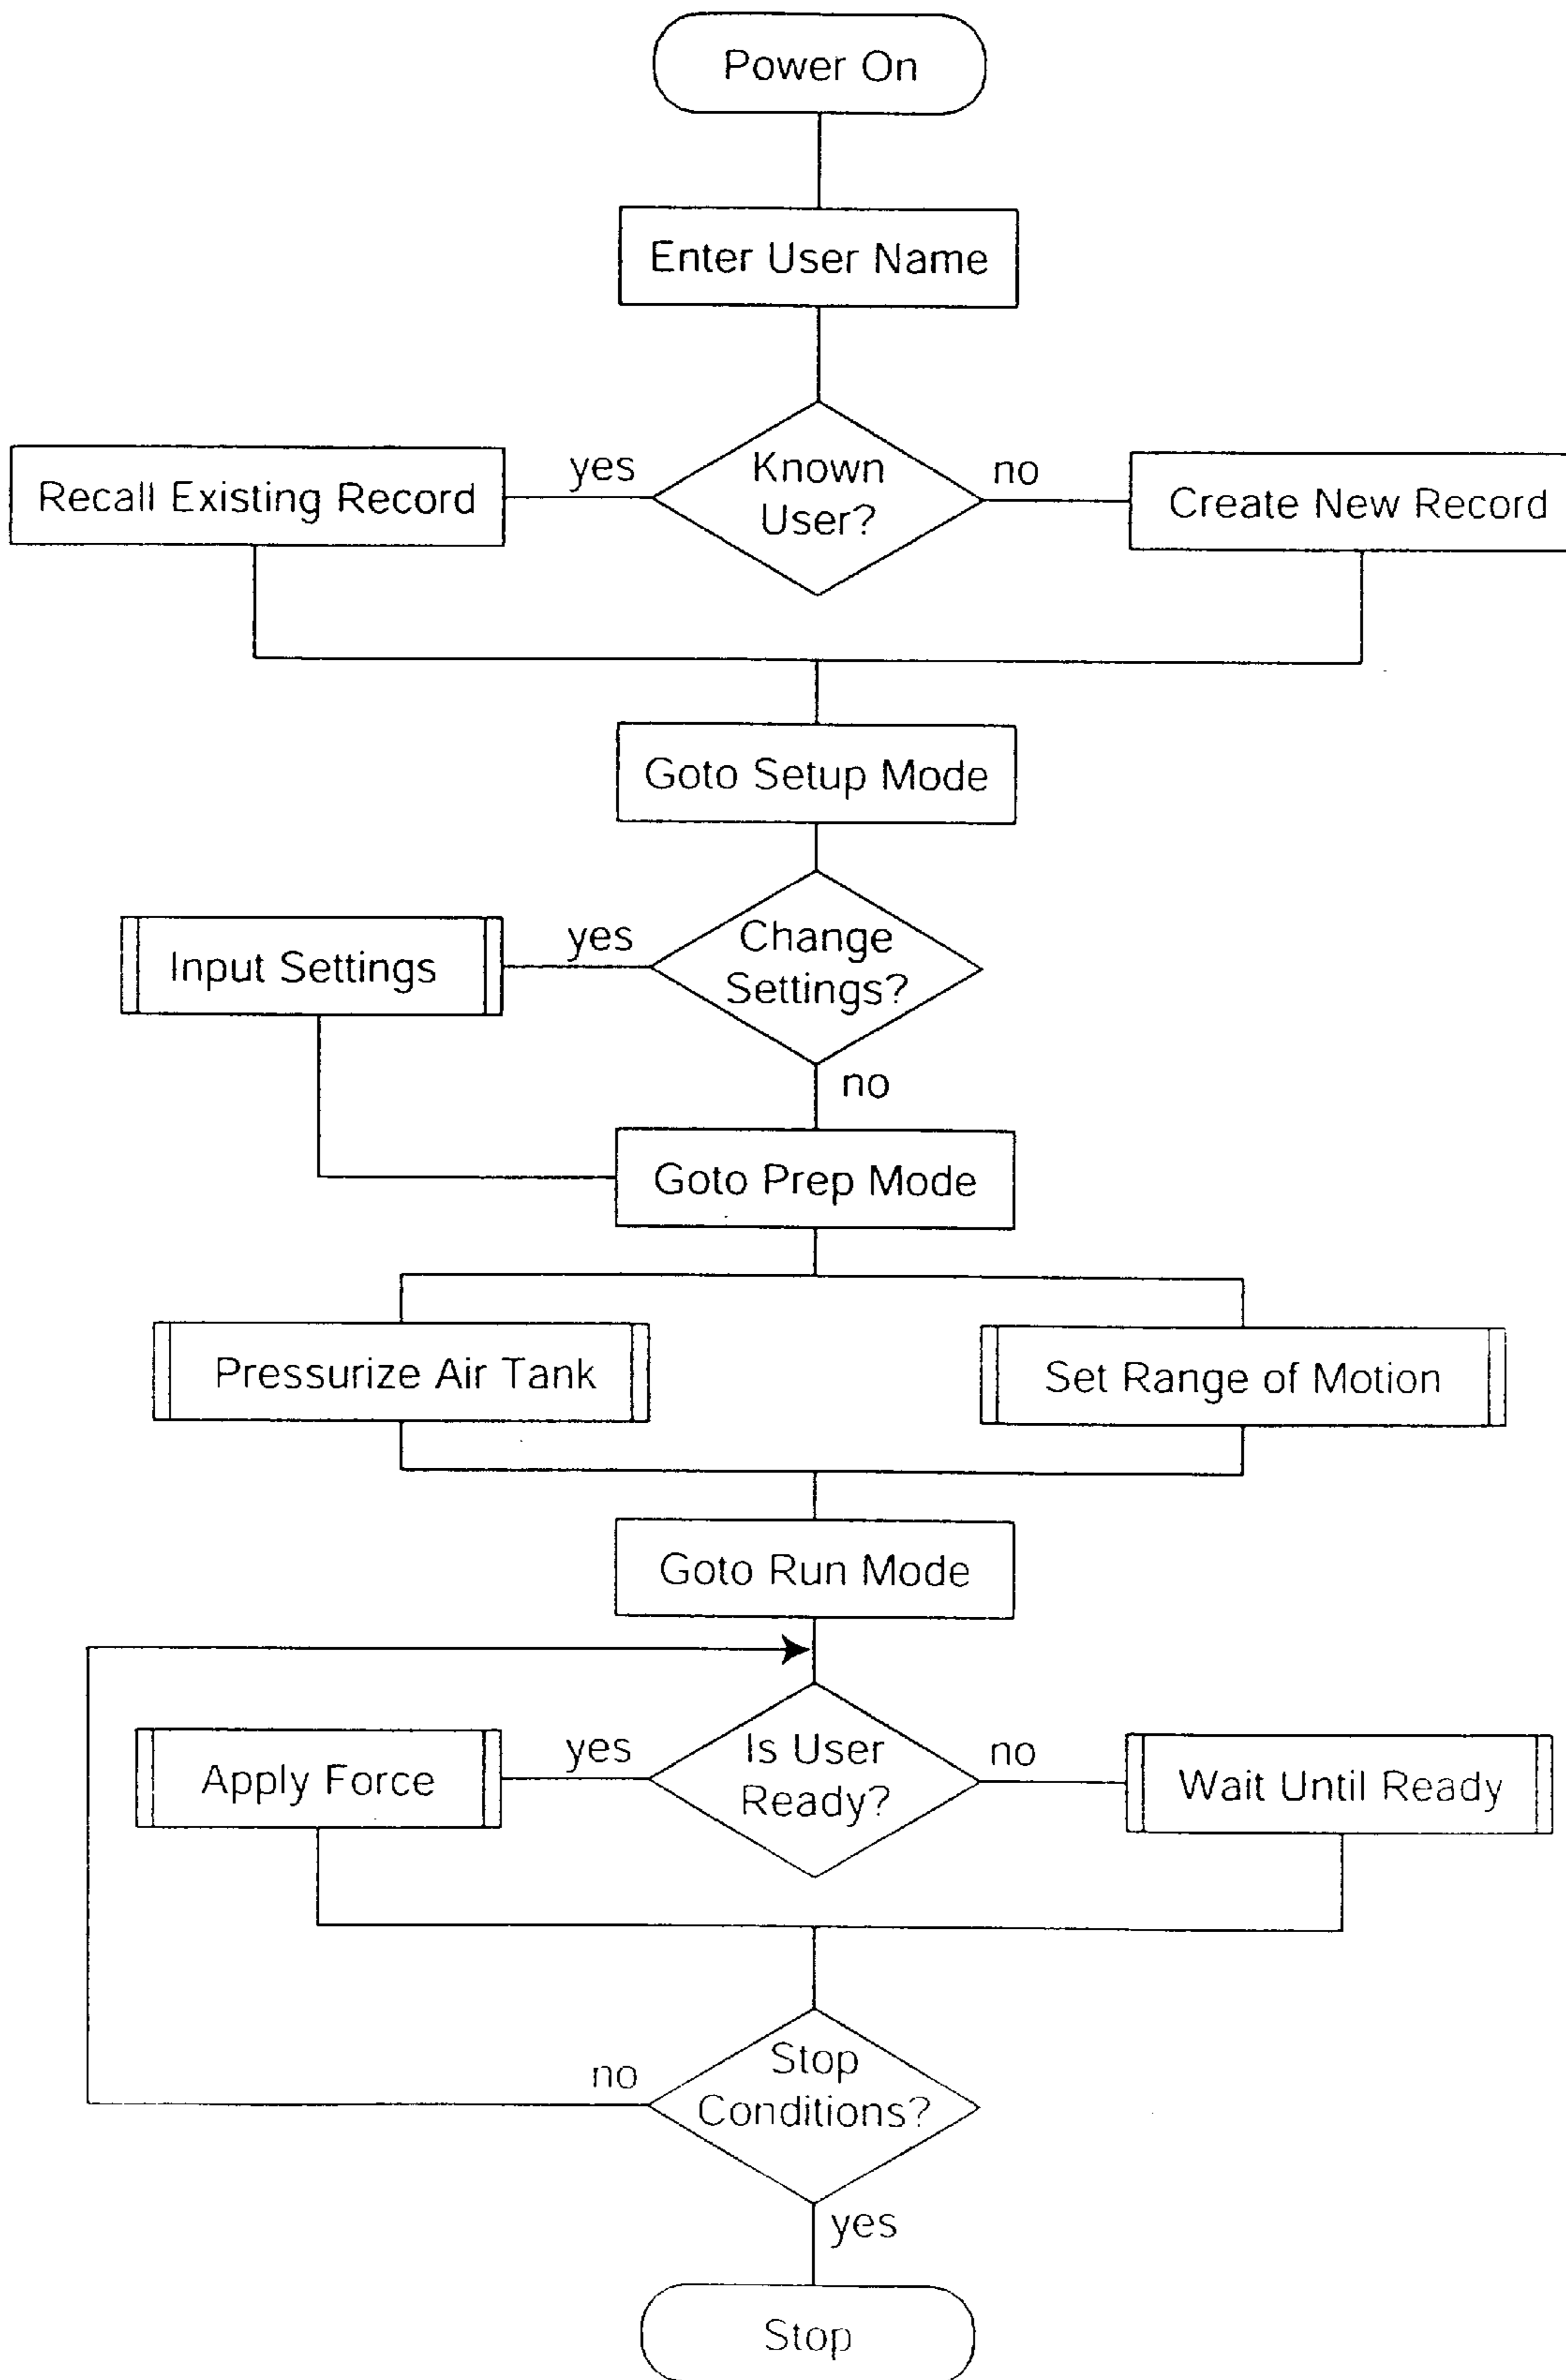 Power On
Enter User Name
Recall Existing Record
yes
Known
User?
no
Create New Record
Goto Setup Mode
Input Settings
yes
Change
Settings?
no
Goto Prep Mode
Pressurize Air Tank
Set Range of Motion
Goto Run Mode
Apply Force
yes
Is User
Ready?
no
Wait Until Ready
no
Stop
Conditions?
yes
Stop